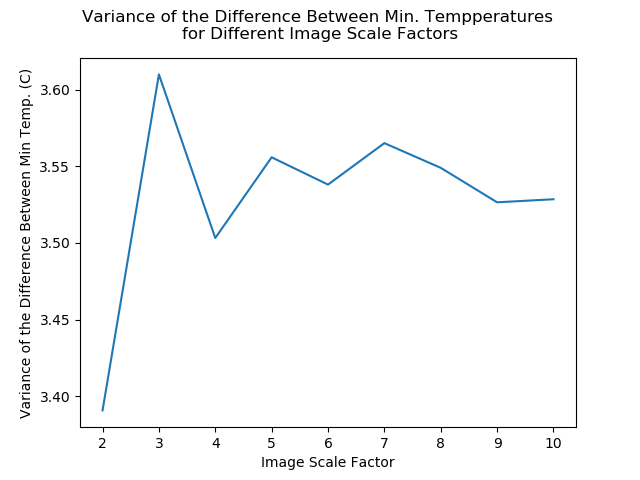 Variance of the Difference Between Min. Tempperatures
for Different Image Scale Factors
Variance of the Difference Between Min Temp. (C)
3.60
3.55
3.50
3.45
3.40
2 3 4 5 6 7 8 9 10
Image Scale Factor